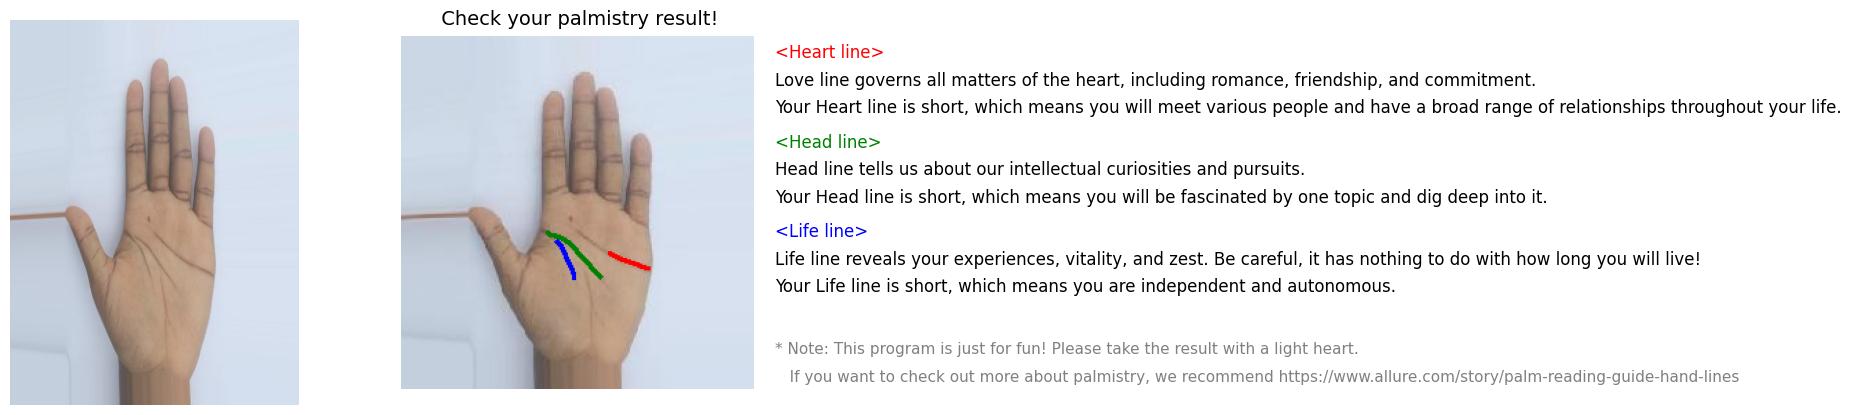 Check your palmistry result!
<Heart line>
Love line governs all matters of the heart, including romance, friendship, and commitment.
Your Heart line is short, which means you will meet various people and have a broad range of relationships throughout your life.
<Head line>
Head line tells us about our intellectual curiosities and pursuits.
Your Head line is short, which means you will be fascinated by one topic and dig deep into it.
<Life line>
Life line reveals your experiences, vitality, and zest. Be careful, it has nothing to do with how long you will live!
Your Life line is short, which means you are independent and autonomous.
* Note: This program is just for fun! Please take the result with a light heart.
If you want to check out more about palmistry, we recommend https://www.allure.com/story/palm-reading-guide-hand-lines